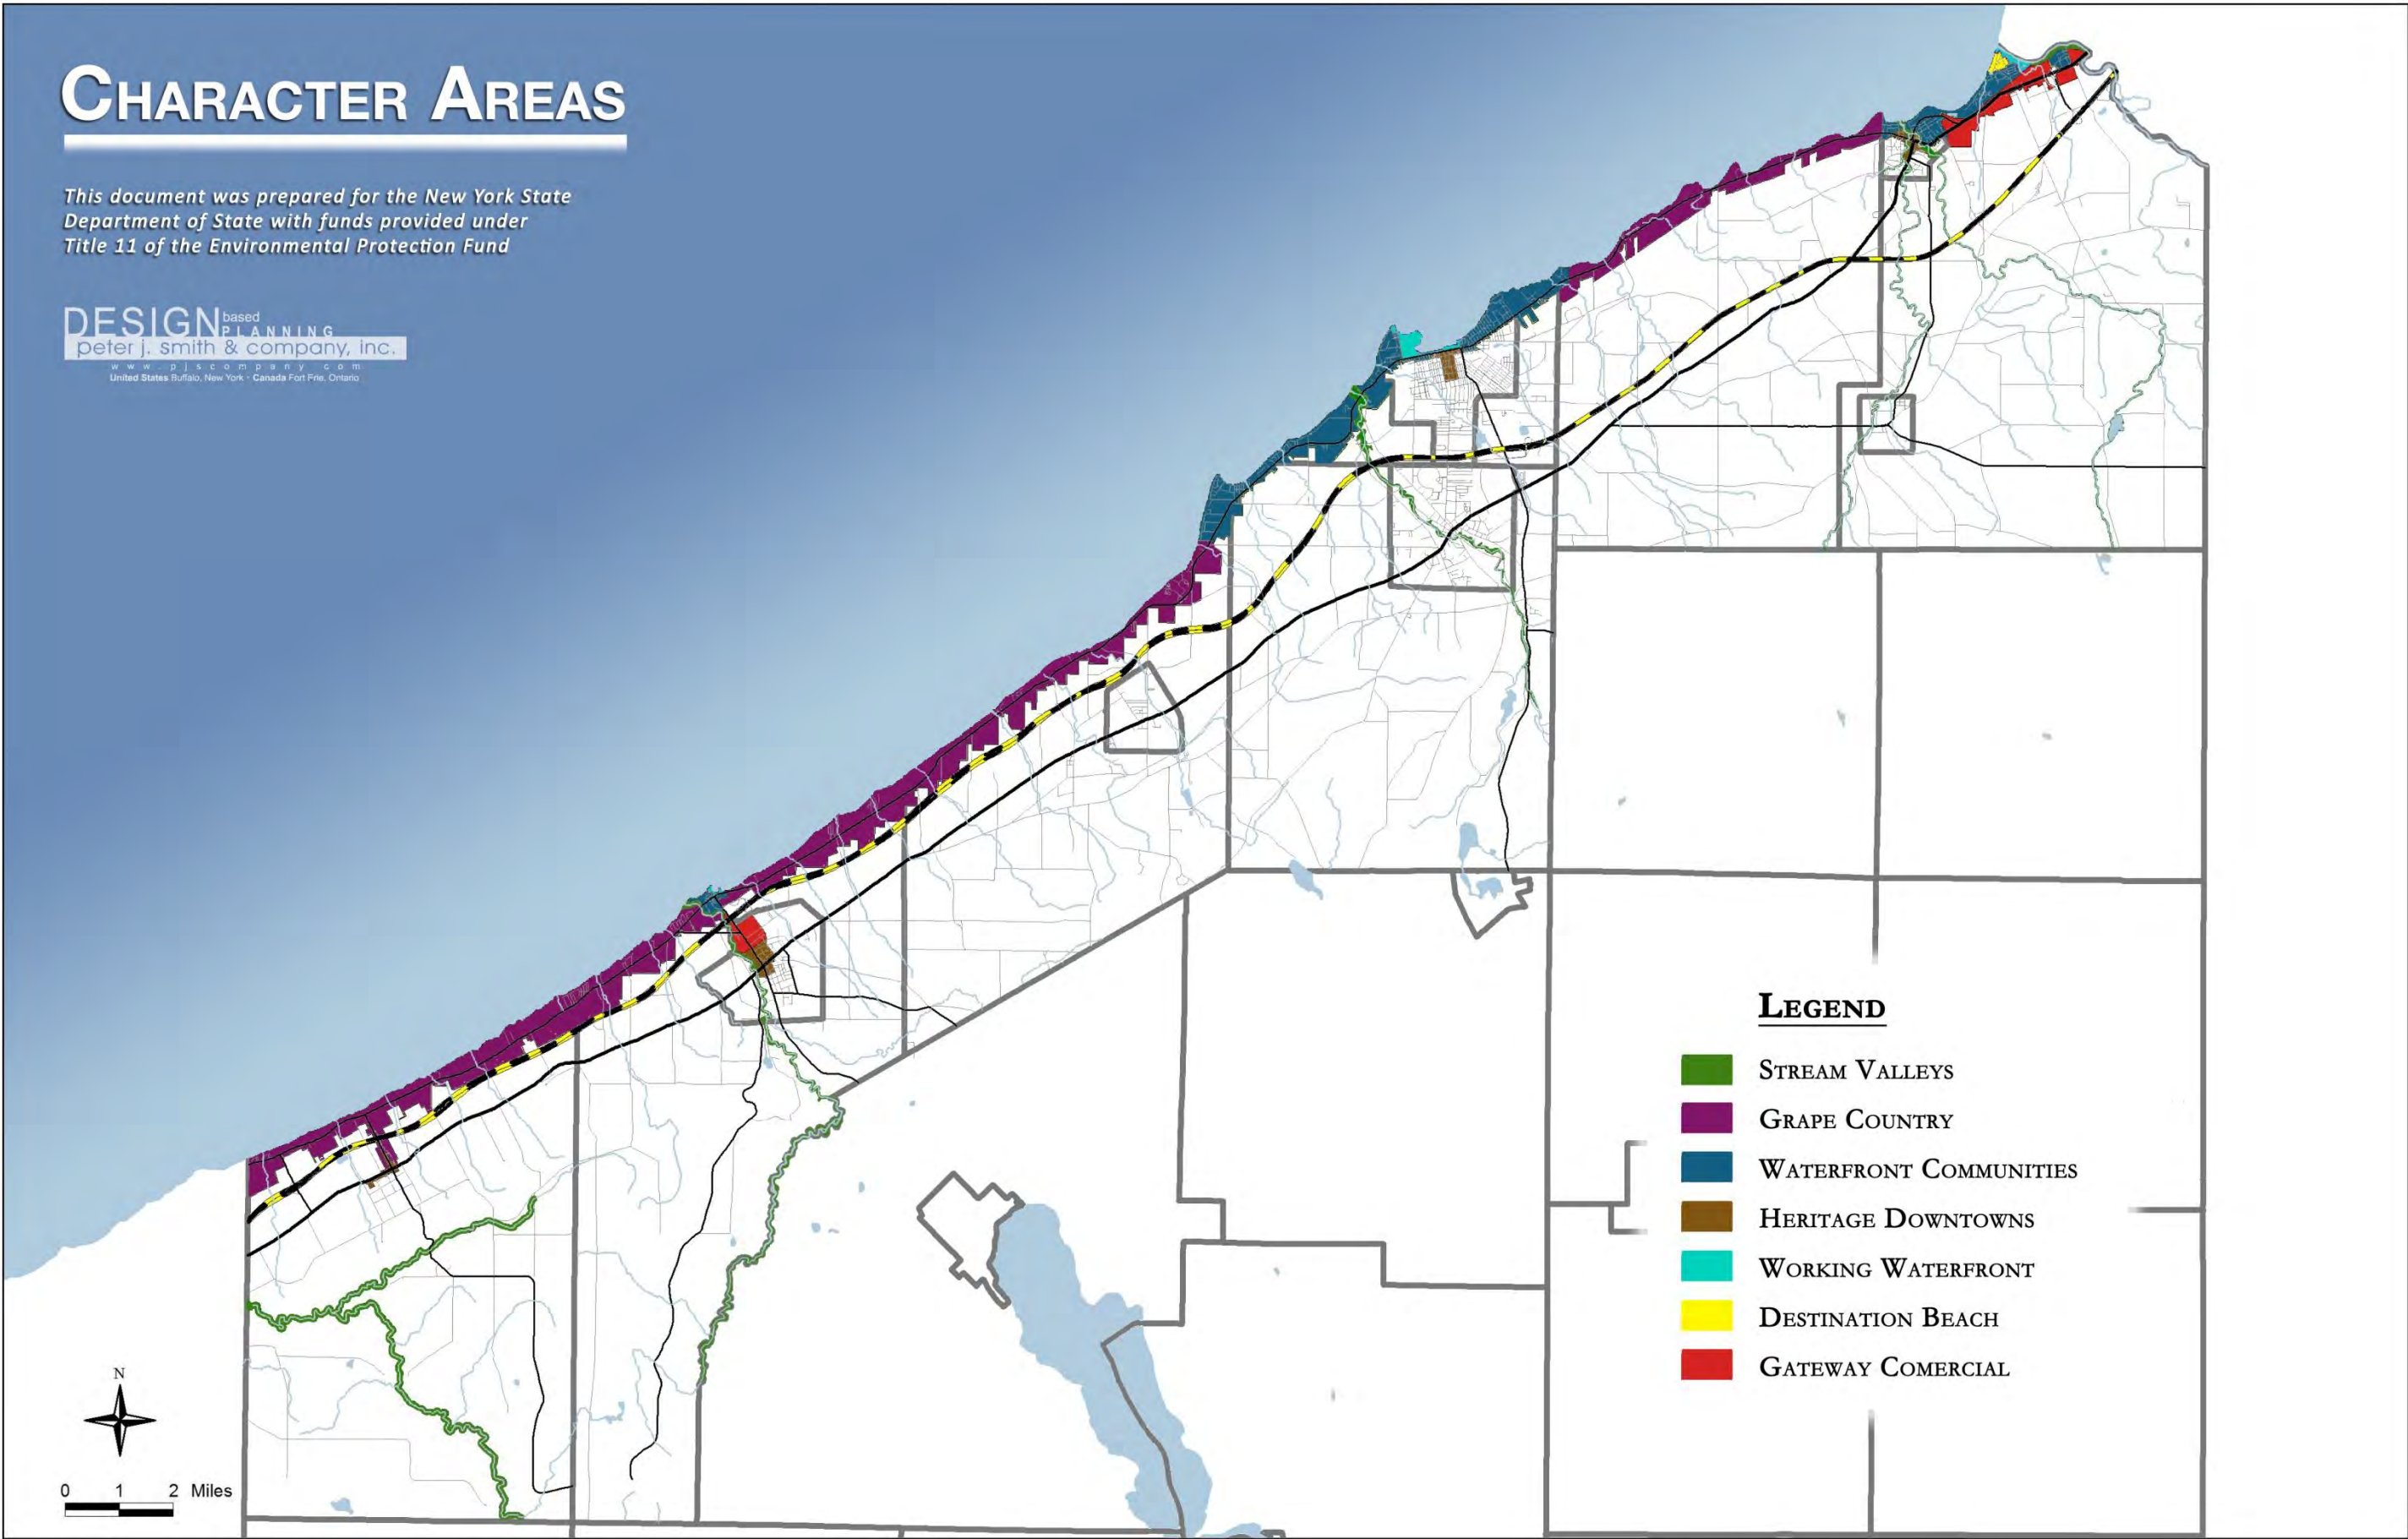 CHARACTER AREAS
This document was prepared for the New York State
Department of State with funds provided under
Title 11 of the Environmental Protection Fund
DESIGN based
PLANNING
peter j. smith & company, inc.
www.pjscompany.com
United States Buffalo, New York · Canada Fort Erie, Ontario
LEGEND
STREAM VALLEYS
GRAPE COUNTRY
WATERFRONT COMMUNITIES
HERITAGE DOWNTOWNS
WORKING WATERFRONT
DESTINATION BEACH
GATEWAY COMERCIAL
N
0 1 2 Miles